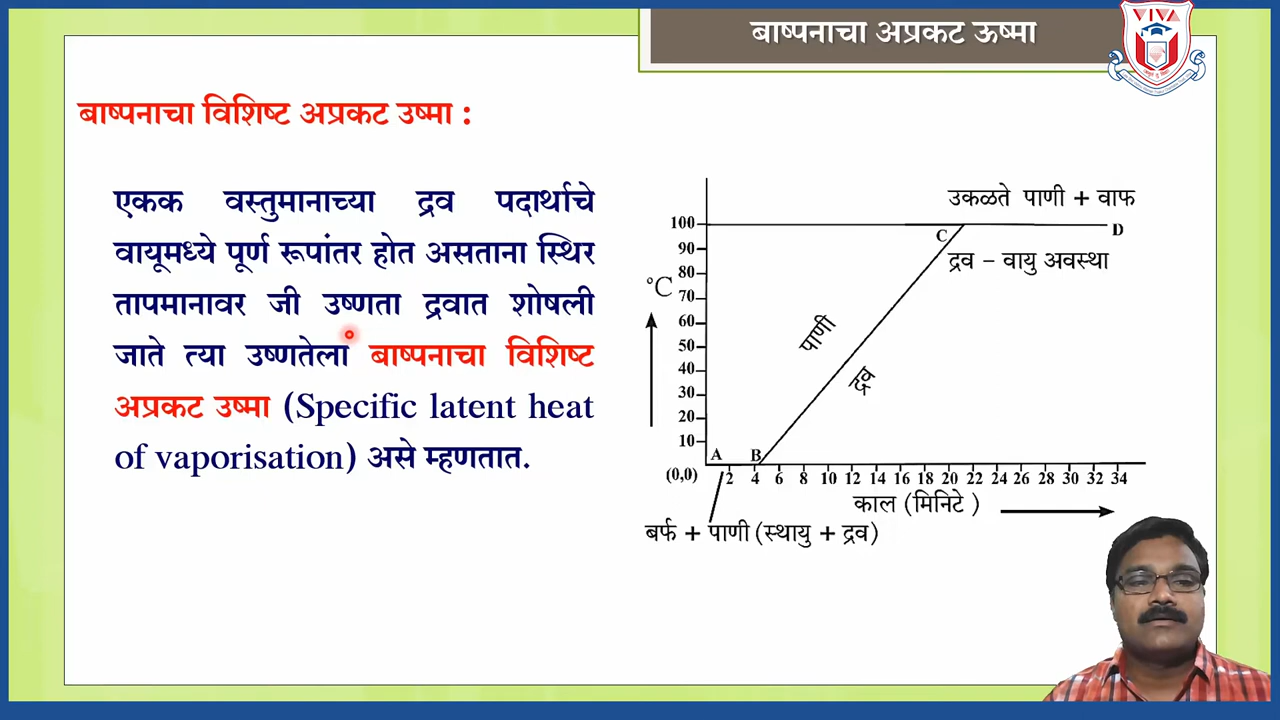 बाष्पनाचा अप्रकट ऊष्मा
VIVA
बाष्पनाचा विशिष्ट अप्रकट उष्मा :
एकक वस्तुमानाच्या द्रव पदार्थाचे
वायूमध्ये पूर्ण रूपांतर होत असताना स्थिर
तापमानावर जी उष्णता द्रवात शोषली
जाते त्या उष्णतेला बाष्पनाचा विशिष्ट
अप्रकट उष्मा (Specific latent heat
of vaporisation) असे म्हणतात.
उकळते पाणी + वाफ
100
C
D
90
द्रव – वायु अवस्था
80
°C
70
60
पाणी
50
40
द्रव
30
20
10
A
B
(0,0)
2 4 6 8 10 12 14 16 18 20 22 24 26 28 30 32 34
काल (मिनिटे )
बर्फ + पाणी (स्थायु + द्रव)